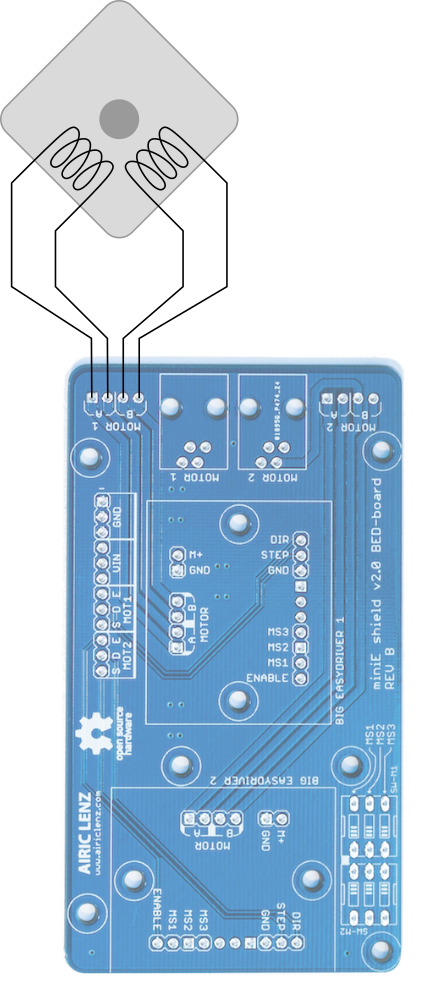 A B
MOTOR 1
MOTOR 1
MOTOR 2
010950_P474_24
A B
MOTOR 2
GND
VIN
S D E
MOT1
S D E
MOT2
M+
GND
A B
MOTOR
DIR
STEP
GND
MS3
MS2
MS1
ENABLE
BIG EASYDRIVER 1
miniE shield v2.0 BED-board
REV B
open source
hardware
AIRIC LENZ
www.airiclenz.com
BIG EASYDRIVER 2
MS1
MS2
MS3
SW-M1
A B
MOTOR
GND
M+
ENABLE
MS1
MS2
MS3
GND
STEP
DIR
SW-M2